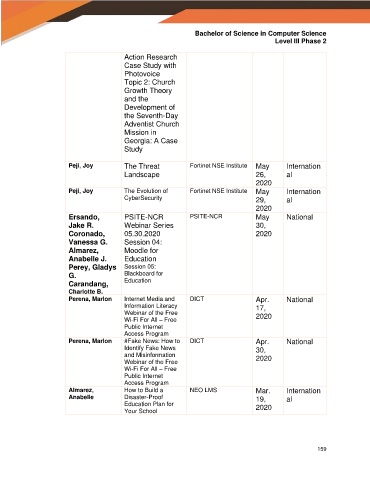 Bachelor of Science in Computer Science
Level III Phase 2
Action Research
Case Study with
Photovoice
Topic 2: Church
Growth Theory
and the
Development of
the Seventh-Day
Adventist Church
Mission in
Georgia: A Case
Study
Peji, Joy
The Threat
Landscape
Fortinet NSE Institute
May
26,
2020
Internation
al
Peji, Joy
The Evolution of
CyberSecurity
Fortinet NSE Institute
May
29,
2020
Internation
al
Ersando,
Jake R.
Coronado,
Vanessa G.
Almarez,
Anabelle J.
Perey, Gladys
G.
Carandang,
Charlotte B.
PSITE-NCR
Webinar Series
05.30.2020
Session 04:
Moodle for
Education
Session 05:
Blackboard for
Education
PSITE-NCR
May
30,
2020
National
Perena, Marlon
Internet Media and
Information Literacy
Webinar of the Free
Wi-Fi For All – Free
Public Internet
Access Program
DICT
Apr.
17,
2020
National
Perena, Marlon
#Fake News: How to
Identify Fake News
and Misinformation
Webinar of the Free
Wi-Fi For All – Free
Public Internet
Access Program
DICT
Apr.
30,
2020
National
Almarez,
Anabelle
How to Build a
Disaster-Proof
Education Plan for
Your School
NEO LMS
Mar.
19,
2020
Internation
al
159